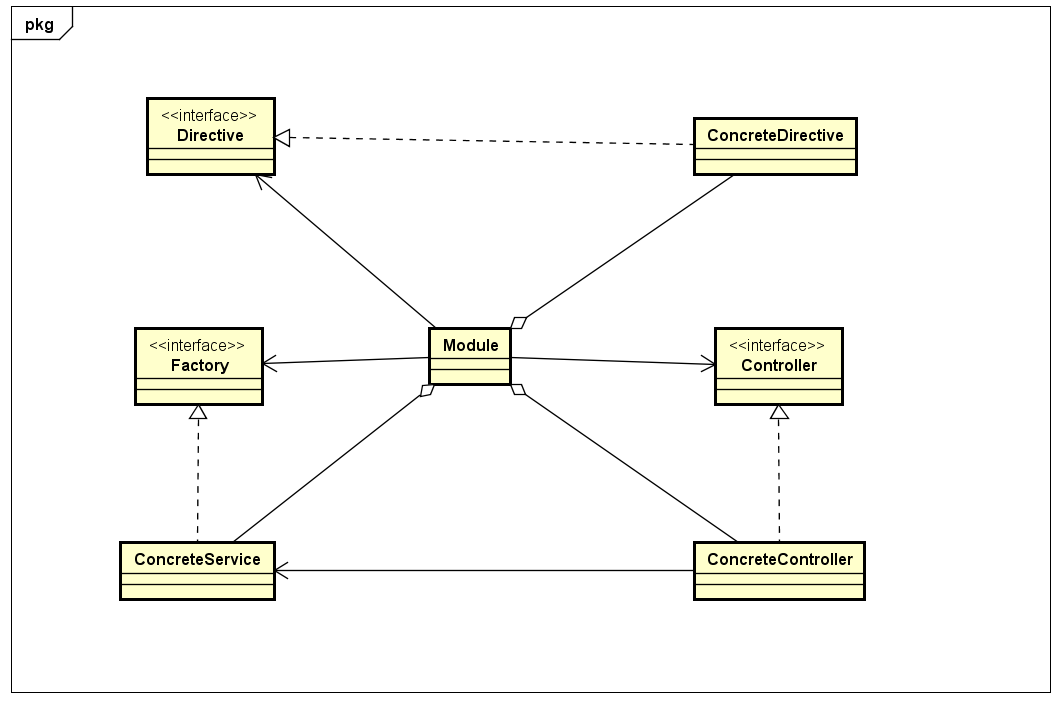 pkg
<<interface>>
Directive
ConcreteDirective
<<interface>>
Factory
Module
<<interface>>
Controller
ConcreteService
ConcreteController